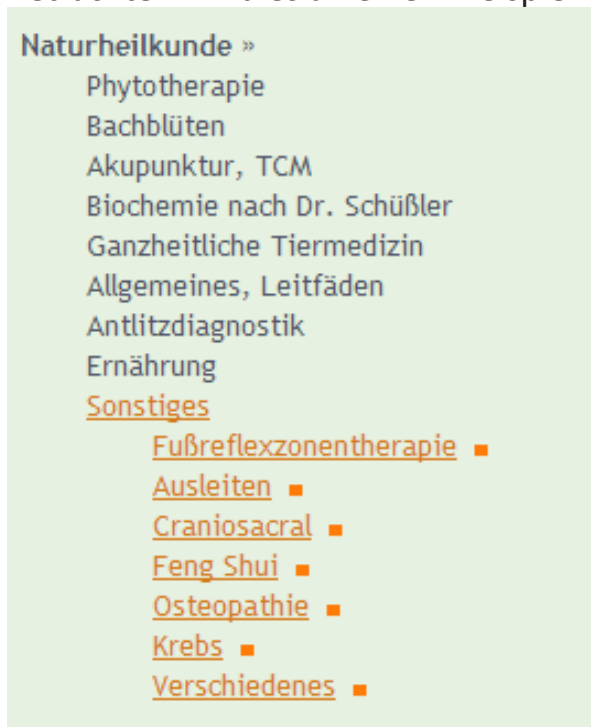 Naturheilkunde »
Phytotherapie
Bachblüten
Akupunktur, TCM
Biochemie nach Dr. Schüßler
Ganzheitliche Tiermedizin
Allgemeines, Leitfäden
Antlitzdiagnostik
Ernährung
Sonstiges
Fußreflexzonentherapie
Ausleiten
Craniosacral
Feng Shui
Osteopathie
Krebs
Verschiedenes